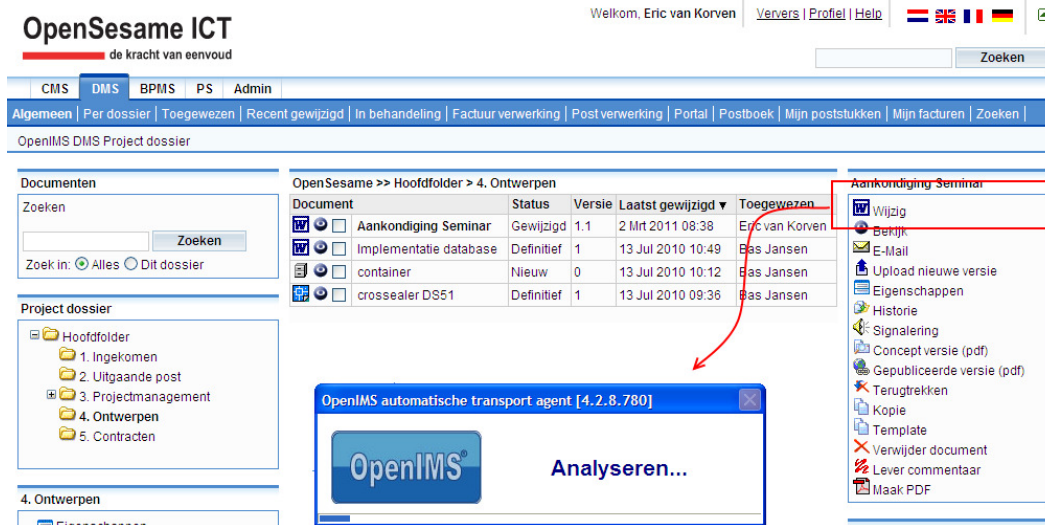 Welkom, Eric van Korven Ververs | Profiel | Help
OpenSesame ICT
de kracht van eenvoud
Zoeken
CMS DMS BPMS PS Admin
Algemeen | Per dossier | Toegewezen | Recent gewijzigd | In behandeling | Factuur verwerking | Post verwerking | Portal | Postboek | Mijn poststukken | Mijn facturen | Zoeken |
OpenIMS DMS Project dossier
Documenten
Zoeken
Zoeken
Zoek in: Alles Dit dossier
Project dossier
Hoofdfolder
1. Ingekomen
2. Uitgaande post
3. Projectmanagement
4. Ontwerpen
5. Contracten
4. Ontwerpen
OpenSesame >> Hoofdfolder > 4. Ontwerpen
Document Status Versie Laatst gewijzigd ▼ Toegewezen
Aankondiging Seminar Gewijzigd 1.1 2 Mrt 2011 08:38 Eric van Korven
Implementatie database Definitief 1 13 Jul 2010 10:49 Bas Jansen
container Nieuw 0 13 Jul 2010 10:12 Bas Jansen
crossealer DS51 Definitief 1 13 Jul 2010 09:36 Bas Jansen
OpenIMS automatische transport agent [4.2.8.780]
OpenIMS®
Analyseren...
Aankondiging Seminar
Wijzig
Bekijk
E-Mail
Upload nieuwe versie
Eigenschappen
Historie
Signalering
Concept versie (pdf)
Gepubliceerde versie (pdf)
Terugtrekken
Kopie
Template
Verwijder document
Lever commentaar
Maak PDF